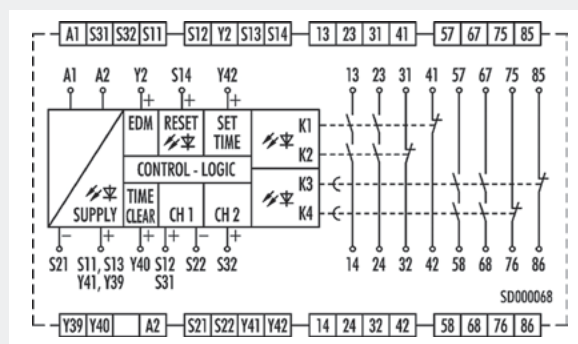 A1 S31 S32 S11 S12 Y2 S13 S14 13 23 31 41 57 67 75 85
A1 A2 Y2 S14 Y42 13 23 31 41 57 67 75 85
+ + +
EDM RESET SET TIME K1
K2
CONTROL - LOGIC
SUPPLY TIME CLEAR CH 1 CH 2 K3
K4
− + + + − +
S21 S11, S13 Y40 S12 S22 S32 14 24 32 42 58 68 76 86
Y41, Y39 S31
SD000068
Y39 Y40 A2 S21 S22 Y41 Y42 14 24 32 42 58 68 76 86